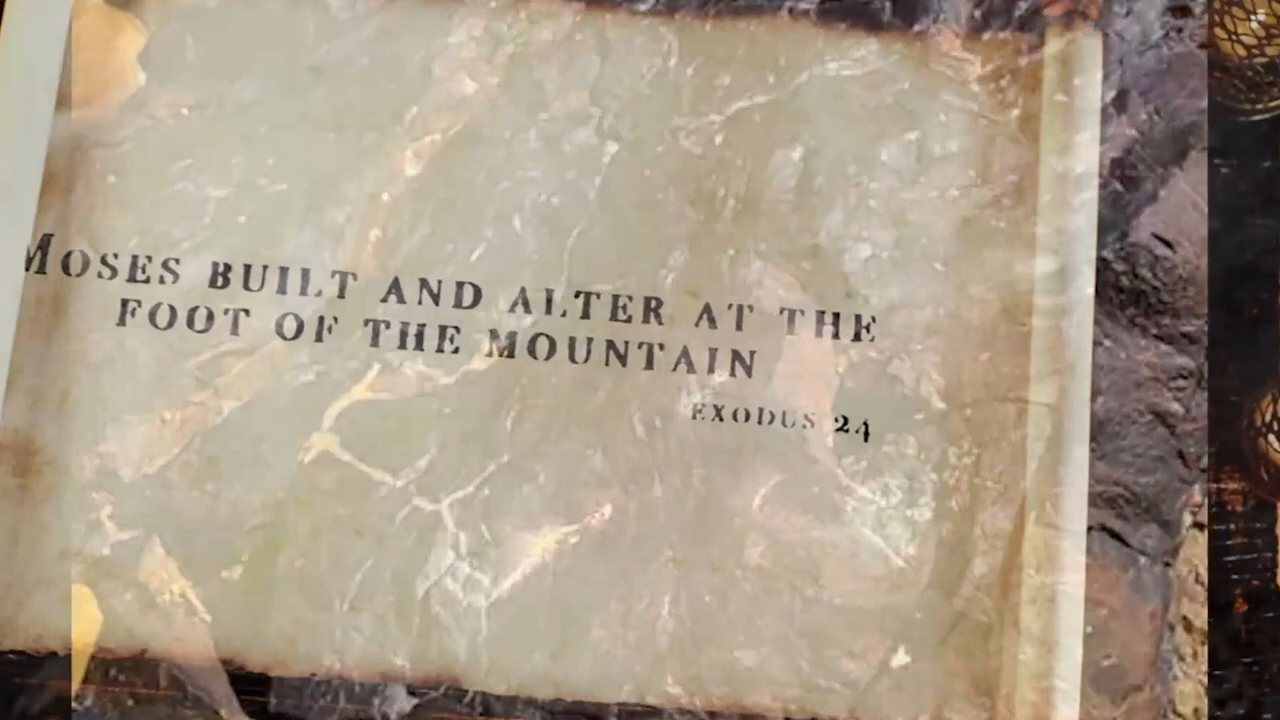 MOSES BUILT AND ALTER AT THE
FOOT OF THE MOUNTAIN
EXODUS 24